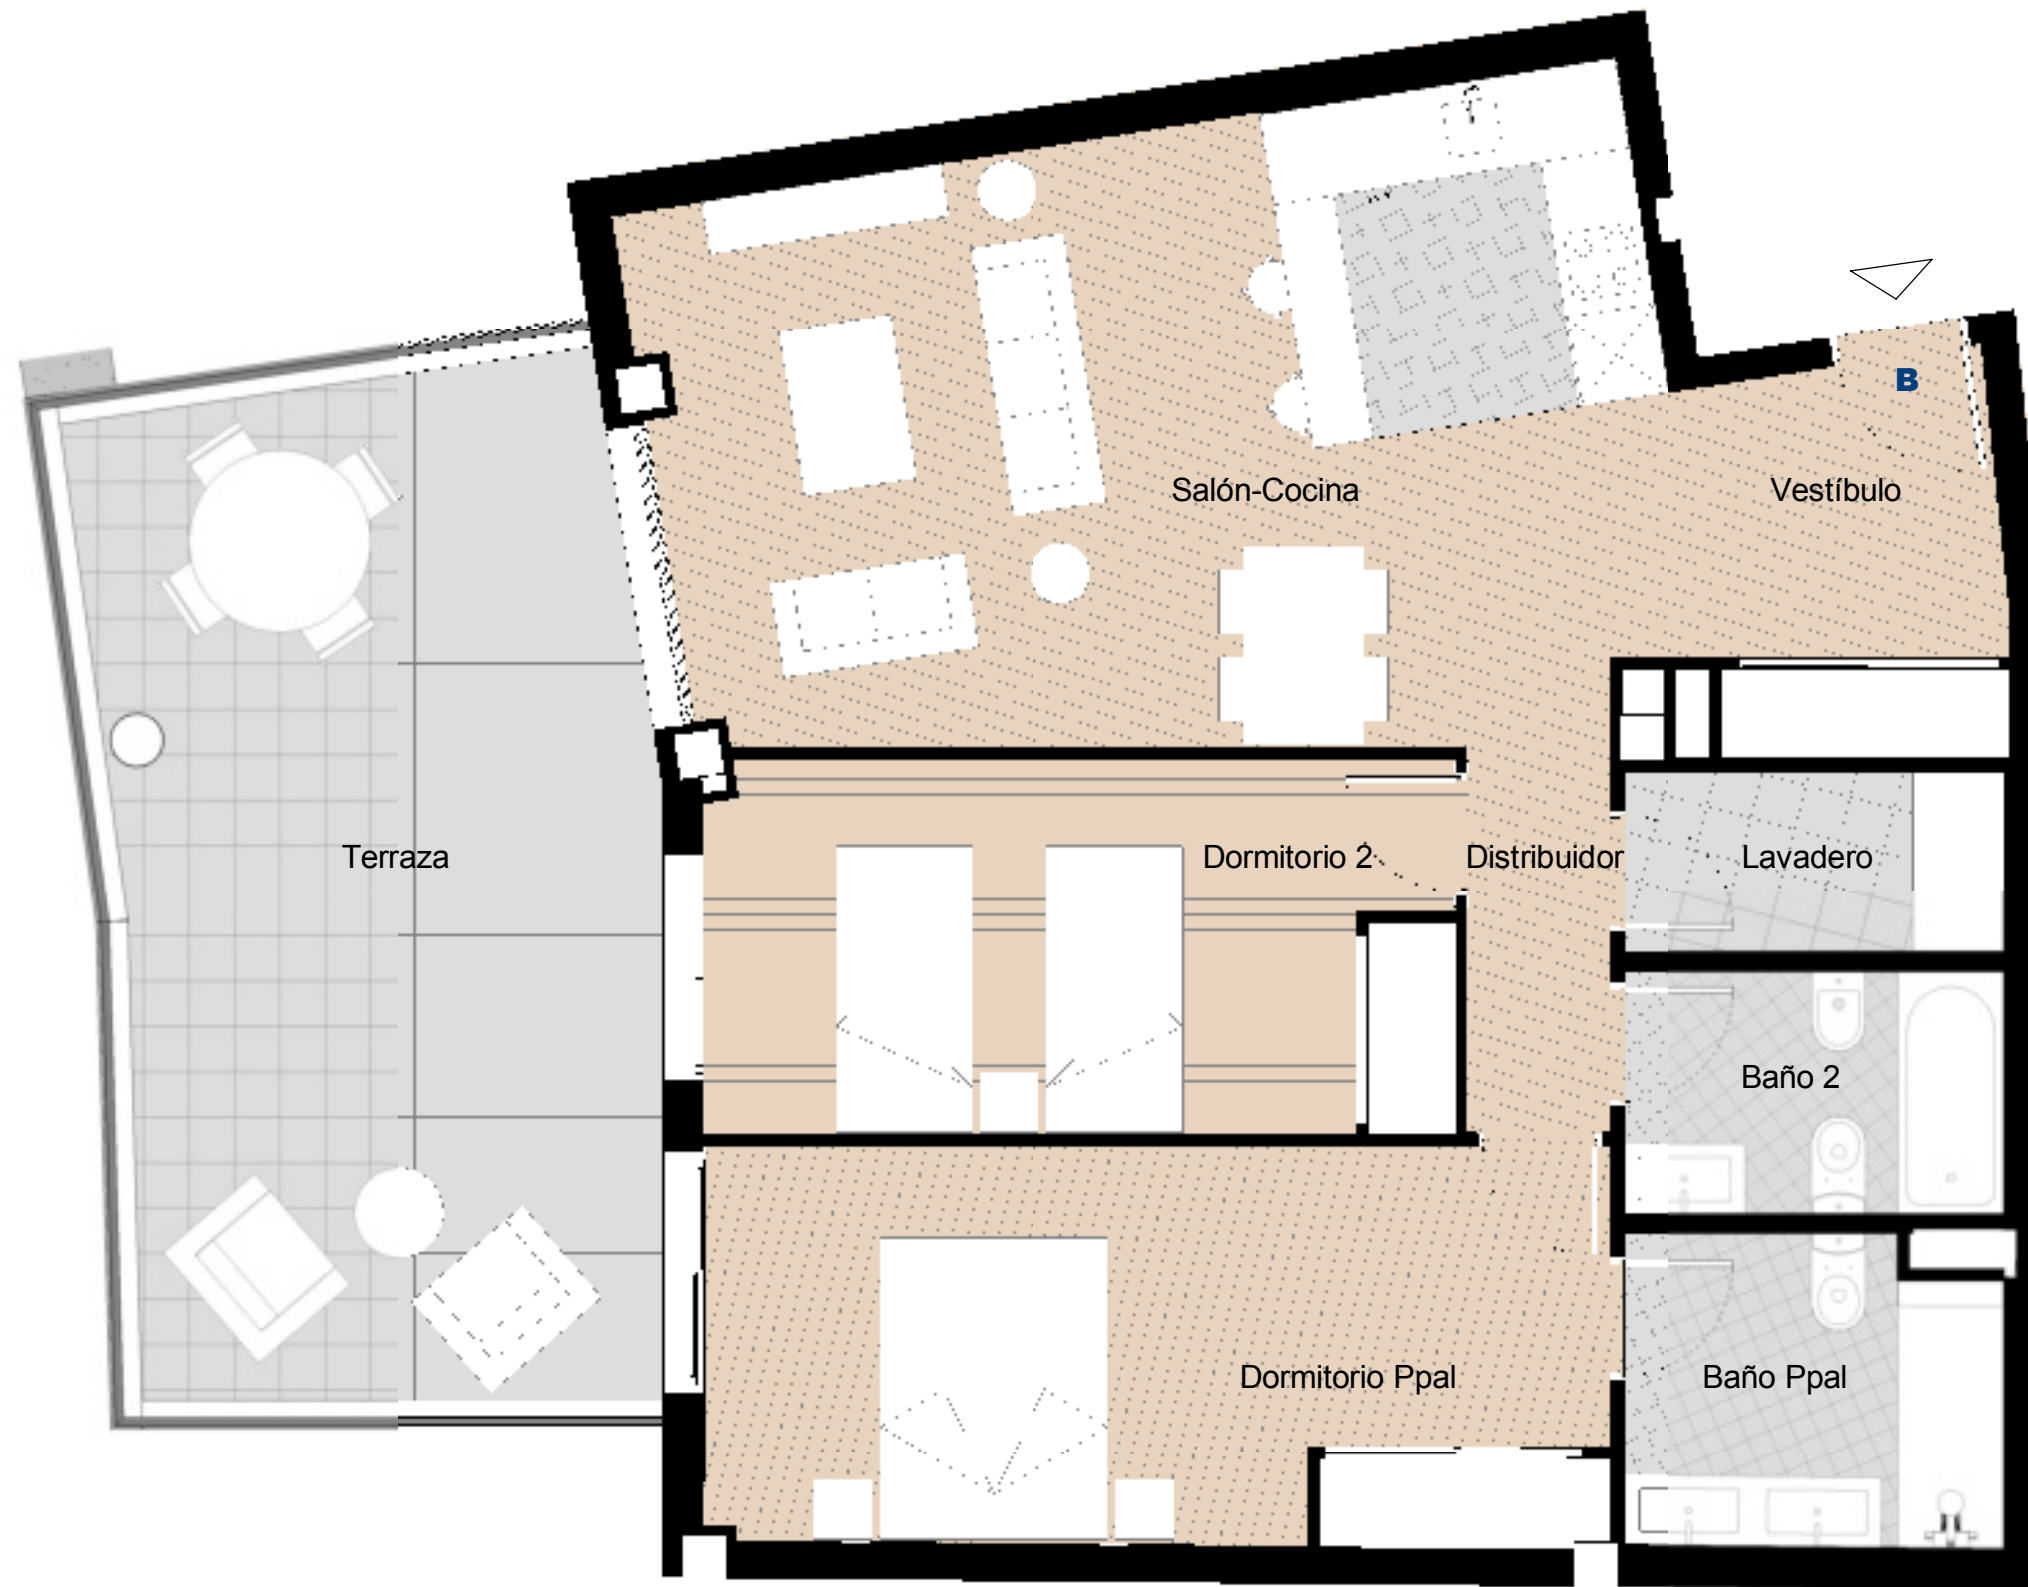 B
Salón-Cocina
Vestíbulo
Terraza
Dormitorio 2
Distribuidor
Lavadero
Baño 2
Dormitorio Ppal
Baño Ppal